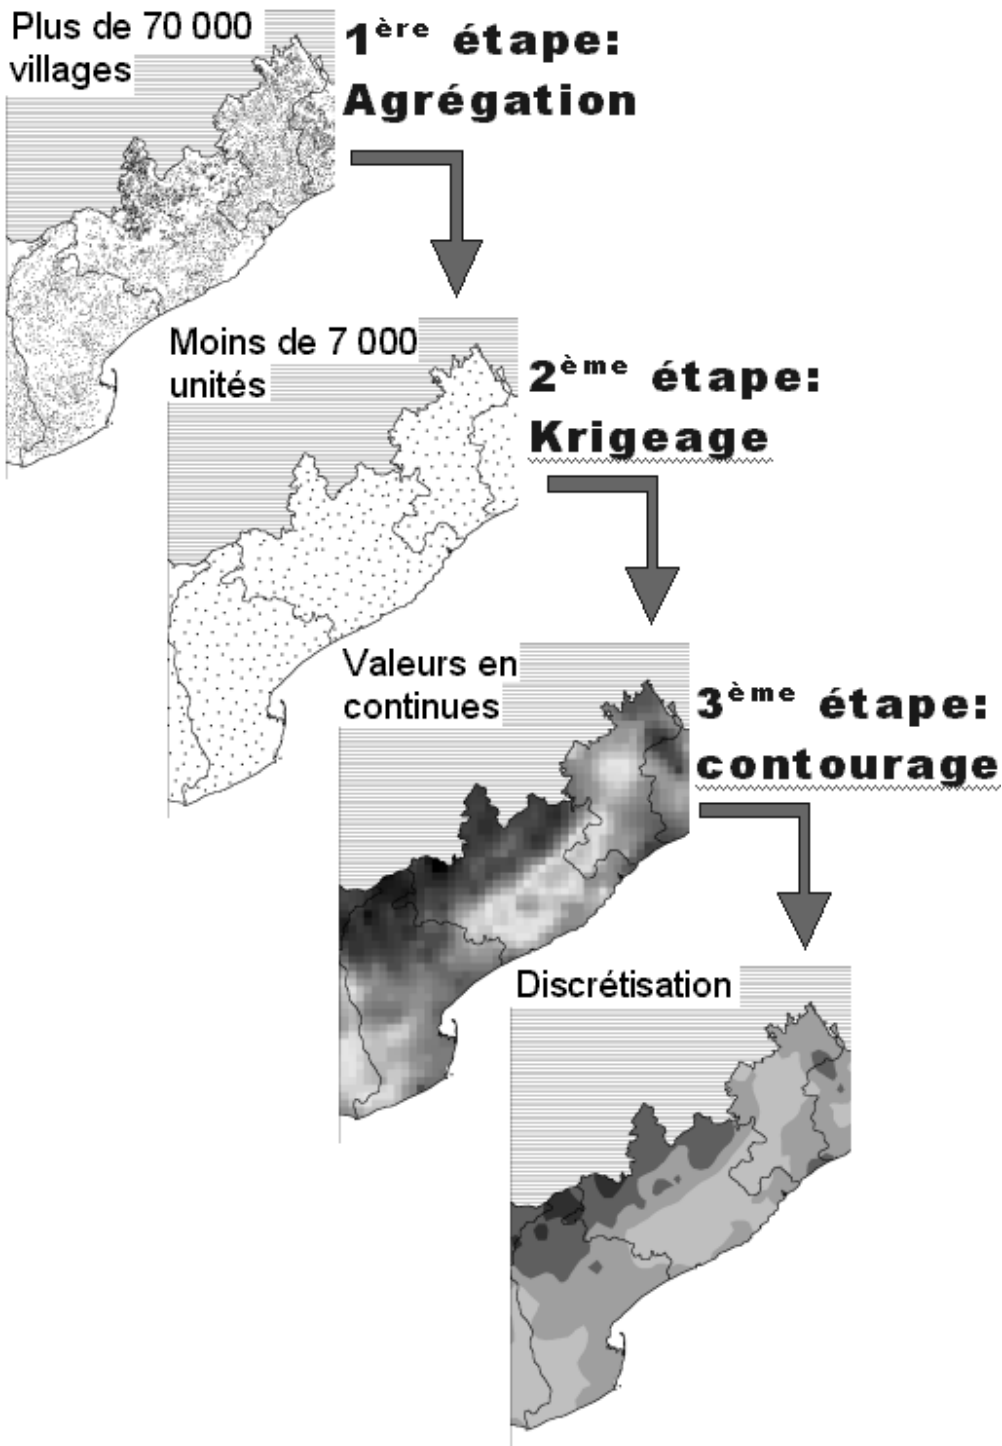 Plus de 70 000
villages
1ère étape:
Agrégation
Moins de 7 000
unités
2ème étape:
Krigeage
Valeurs en
continues
3ème étape:
contourage
Discrétisation